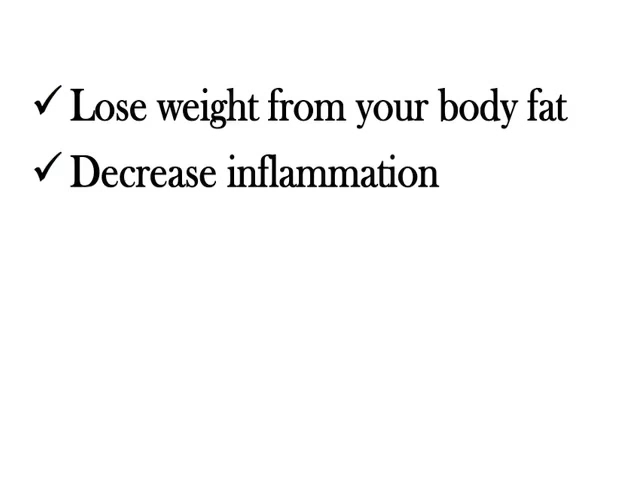 ✓ Lose weight from your body fat
✓ Decrease inflammation